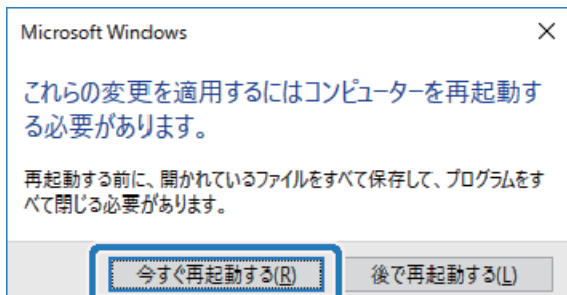 Microsoft Windows
これらの変更を適用するにはコンピューターを再起動す
る必要があります。
再起動する前に、開かれているファイルをすべて保存して、プログラムをす
べて閉じる必要があります。
今すぐ再起動する(R)
後で再起動する(L)